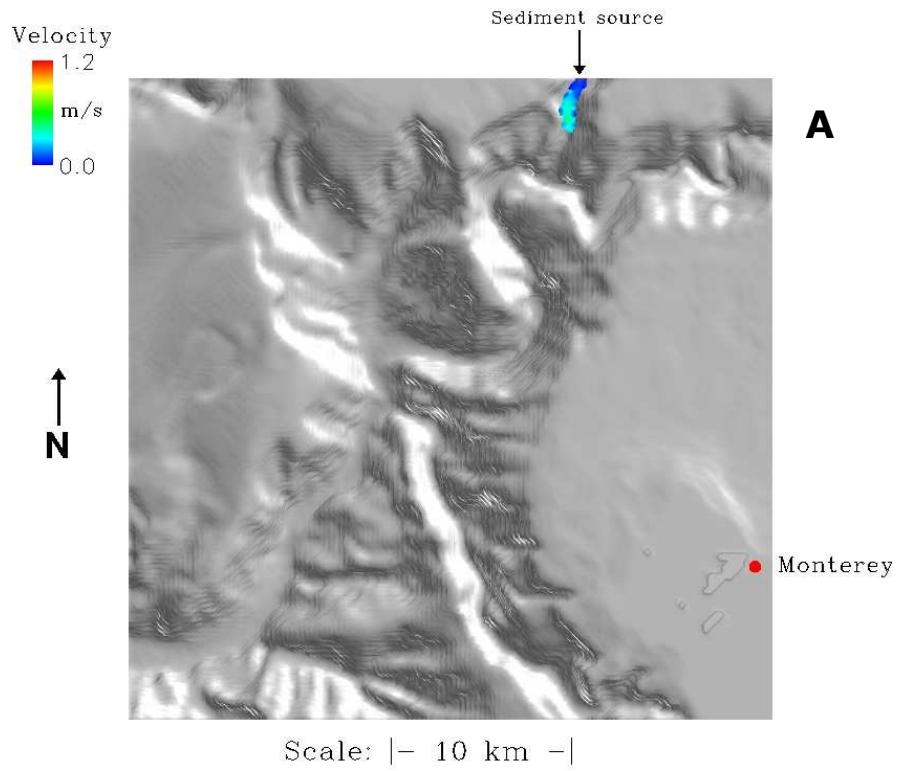 Sediment source
Velocity
1.2
m/s
0.0
A
N
Monterey
Scale: |- 10 km -|